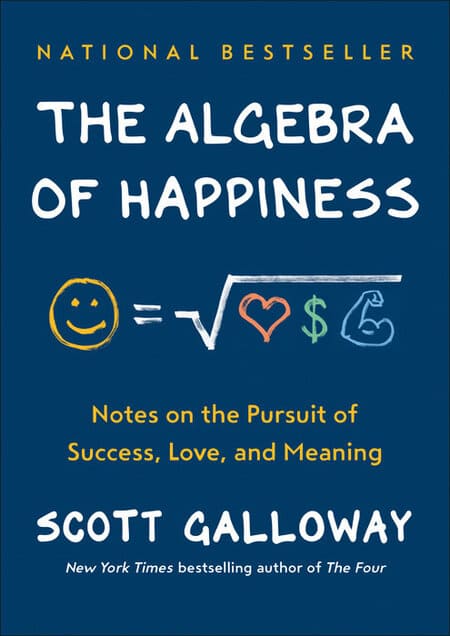 NATIONAL BESTSELLER
THE ALGEBRA
OF HAPPINESS
= √ $
Notes on the Pursuit of
Success, Love, and Meaning
SCOTT GALLOWAY
New York Times bestselling author of The Four